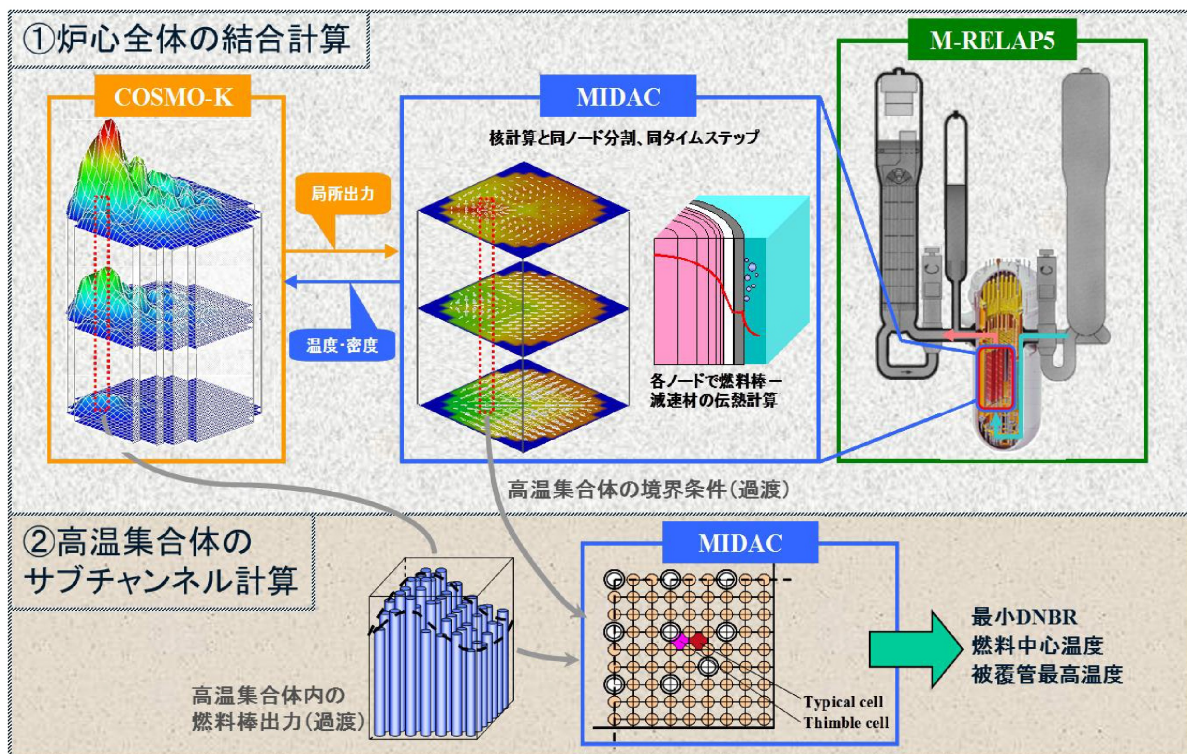 ①炉心全体の結合計算
COSMO-K
MIDAC
M-RELAP5
核計算と同ノード分割、同タイムステップ
局所出力
温度・密度
各ノードで燃料棒ー
減速材の伝熱計算
高温集合体の境界条件(過渡)
②高温集合体の
サブチャンネル計算
MIDAC
高温集合体内の
燃料棒出力(過渡)
Typical cell
Thimble cell
最小DNBR
燃料中心温度
被覆管最高温度